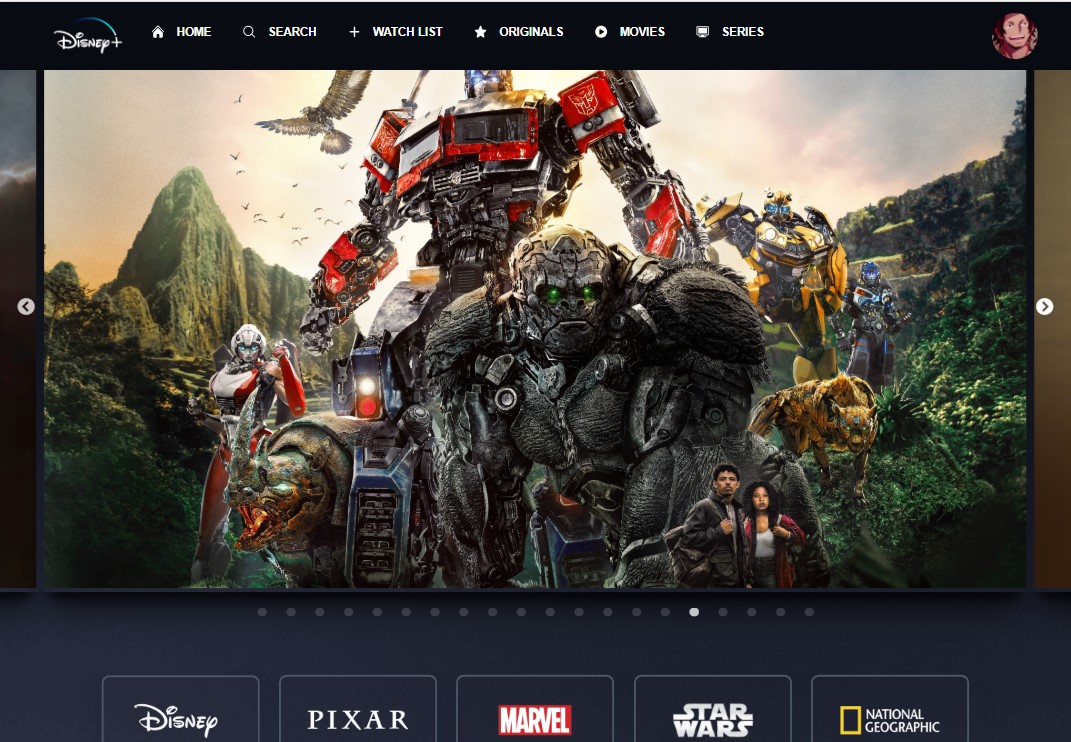 Disney+
HOME
SEARCH
WATCH LIST
ORIGINALS
MOVIES
SERIES
Disney
PIXAR
MARVEL
STAR
WARS
NATIONAL
GEOGRAPHIC